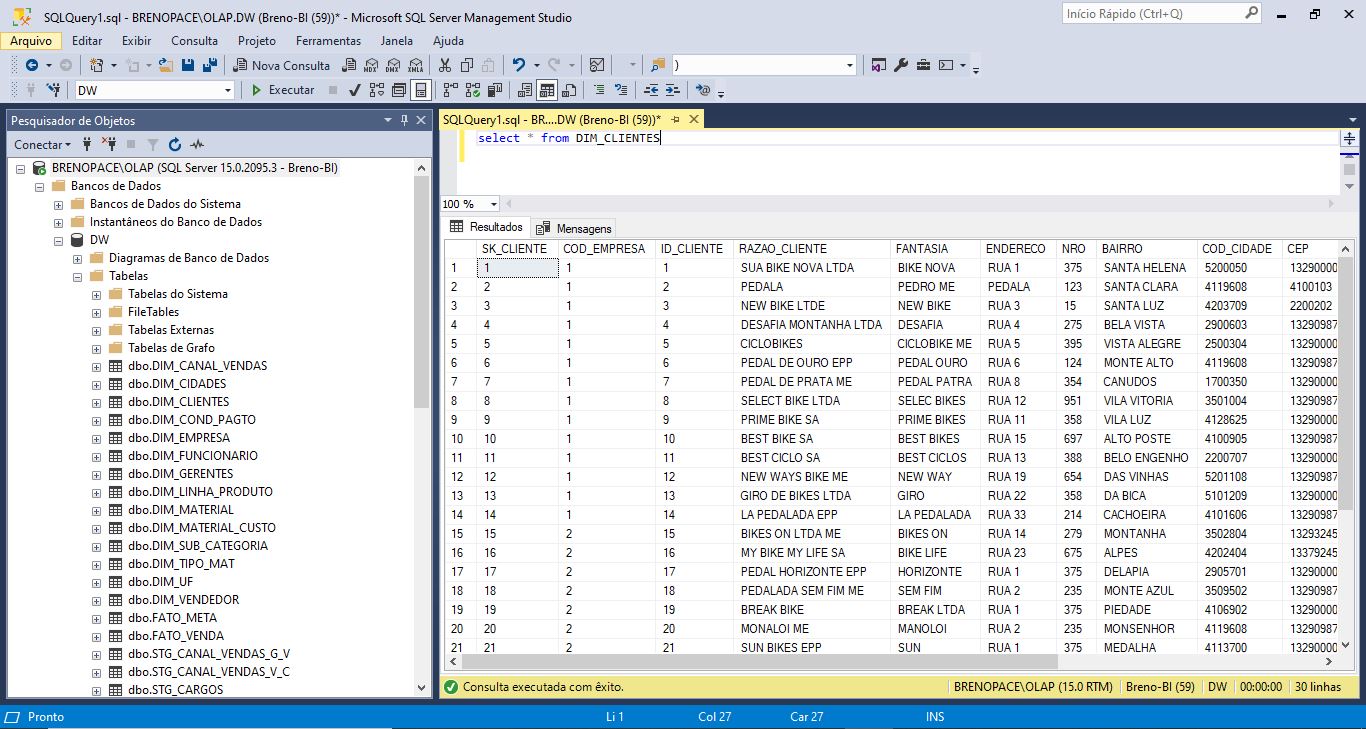 SQLQuery1.sql - BRENOPACE\OLAP.DW (Breno-BI (59))* - Microsoft SQL Server Management Studio
Início Rápido (Ctrl+Q)
Arquivo Editar Exibir Consulta Projeto Ferramentas Janela Ajuda
Nova Consulta MDX DMX XMLA )
DW Executar
Pesquisador de Objetos
Conectar
BRENOPACE\OLAP (SQL Server 15.0.2095.3 - Breno-BI)
Bancos de Dados
Bancos de Dados do Sistema
Instantâneos do Banco de Dados
DW
Diagramas de Banco de Dados
Tabelas
Tabelas do Sistema
FileTables
Tabelas Externas
Tabelas de Grafo
dbo.DIM_CANAL_VENDAS
dbo.DIM_CIDADES
dbo.DIM_CLIENTES
dbo.DIM_COND_PAGTO
dbo.DIM_EMPRESA
dbo.DIM_FUNCIONARIO
dbo.DIM_GERENTES
dbo.DIM_LINHA_PRODUTO
dbo.DIM_MATERIAL
dbo.DIM_MATERIAL_CUSTO
dbo.DIM_SUB_CATEGORIA
dbo.DIM_TIPO_MAT
dbo.DIM_UF
dbo.DIM_VENDEDOR
dbo.FATO_META
dbo.FATO_VENDA
dbo.STG_CANAL_VENDAS_G_V
dbo.STG_CANAL_VENDAS_V_C
dbo.STG_CARGOS
SQLQuery1.sql - BR....DW (Breno-BI (59))*
select * from DIM_CLIENTES
100 %
Resultados Mensagens
SK_CLIENTE COD_EMPRESA ID_CLIENTE RAZAO_CLIENTE FANTASIA ENDERECO NRO BAIRRO COD_CIDADE CEP
1 1 1 1 SUA BIKE NOVA LTDA BIKE NOVA RUA 1 375 SANTA HELENA 5200050 13290000
2 2 1 2 PEDALA PEDRO ME PEDALA 123 SANTA CLARA 4119608 4100103
3 3 1 3 NEW BIKE LTDE NEW BIKE RUA 3 15 SANTA LUZ 4203709 2200202
4 4 1 4 DESAFIA MONTANHA LTDA DESAFIA RUA 4 275 BELA VISTA 2900603 13290987
5 5 1 5 CICLOBIKES CICLOBIKE ME RUA 5 395 VISTA ALEGRE 2500304 13290000
6 6 1 6 PEDAL DE OURO EPP PEDAL OURO RUA 6 124 MONTE ALTO 4119608 13290987
7 7 1 7 PEDAL DE PRATA ME PEDAL PATRA RUA 8 354 CANUDOS 1700350 13290000
8 8 1 8 SELECT BIKE LTDA SELEC BIKES RUA 12 951 VILA VITORIA 3501004 13290987
9 9 1 9 PRIME BIKE SA PRIME BIKES RUA 11 358 VILA LUZ 4128625 13290000
10 10 1 10 BEST BIKE SA BEST BIKES RUA 15 697 ALTO POSTE 4100905 13290987
11 11 1 11 BEST CICLO SA BEST CICLOS RUA 13 388 BELO ENGENHO 2200707 13290000
12 12 1 12 NEW WAYS BIKE ME NEW WAY RUA 19 654 DAS VINHAS 5201108 13290987
13 13 1 13 GIRO DE BIKES LTDA GIRO RUA 22 358 DA BICA 5101209 13290000
14 14 1 14 LA PEDALADA EPP LA PEDALADA RUA 33 214 CACHOEIRA 4101606 13290987
15 15 2 15 BIKES ON LTDA ME BIKES ON RUA 14 279 MONTANHA 3502804 13293245
16 16 2 16 MY BIKE MY LIFE SA BIKE LIFE RUA 23 675 ALPES 4202404 13379245
17 17 2 17 PEDAL HORIZONTE EPP HORIZONTE RUA 1 375 DELAPIA 2905701 13290000
18 18 2 18 PEDALADA SEM FIM ME SEM FIM RUA 2 235 MONTE AZUL 3509502 13290987
19 19 2 19 BREAK BIKE BREAK LTDA RUA 1 375 PIEDADE 4106902 13290000
20 20 2 20 MONALOI ME MANOLOI RUA 2 235 MONSENHOR 4119608 13290987
21 21 2 21 SUN BIKES EPP SUN RUA 1 375 MEDALHA 4113700 13290000
Consulta executada com êxito. BRENOPACE\OLAP (15.0 RTM) Breno-BI (59) DW 00:00:00 30 linhas
Pronto Li 1 Col 27 Car 27 INS